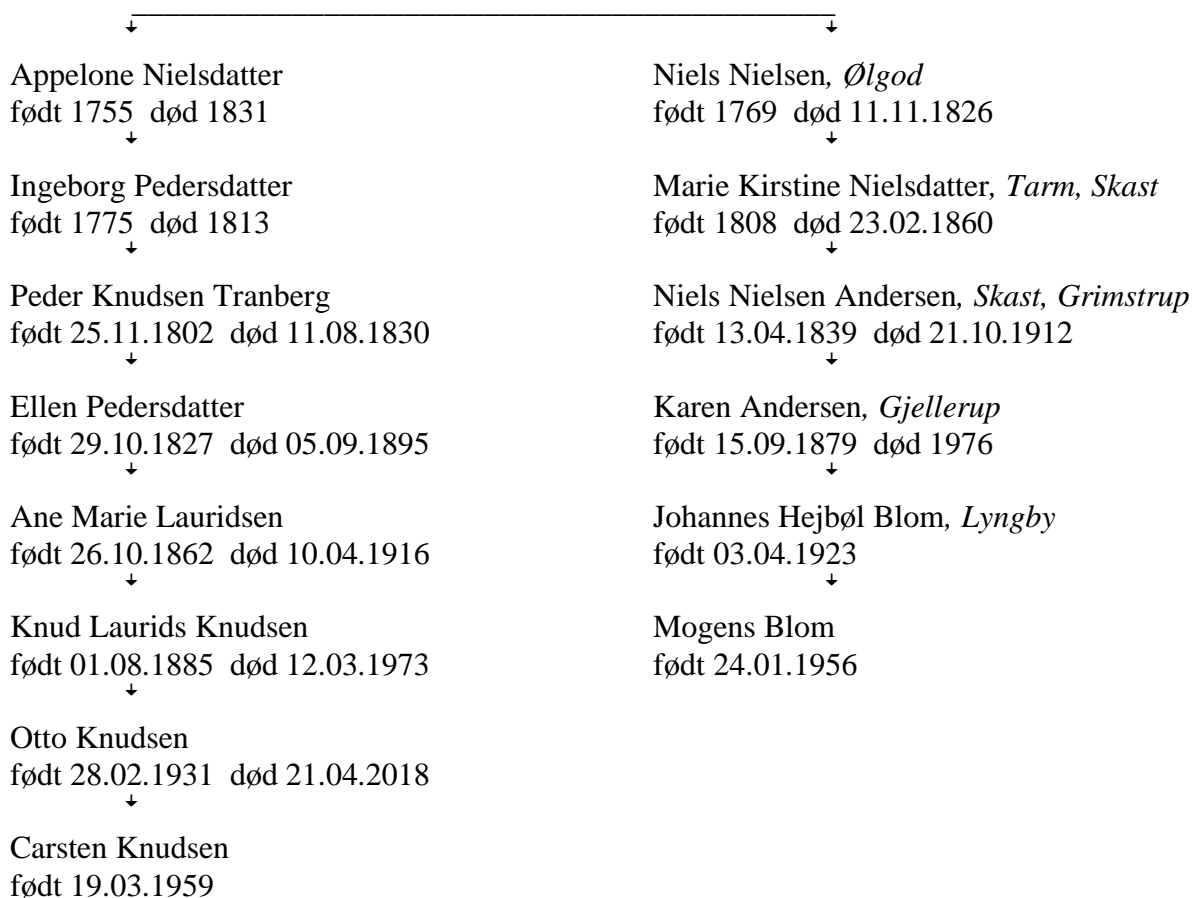 Appelone Nielsdatter
født 1755 død 1831
Ingeborg Pedersdatter
født 1775 død 1813
Peder Knudsen Tranberg
født 25.11.1802 død 11.08.1830
Ellen Pedersdatter
født 29.10.1827 død 05.09.1895
Ane Marie Lauridsen
født 26.10.1862 død 10.04.1916
Knud Laurids Knudsen
født 01.08.1885 død 12.03.1973
Otto Knudsen
født 28.02.1931 død 21.04.2018
Carsten Knudsen
født 19.03.1959
Niels Nielsen, Ølgod
født 1769 død 11.11.1826
Marie Kirstine Nielsdatter, Tarm, Skast
født 1808 død 23.02.1860
Niels Nielsen Andersen, Skast, Grimstrup
født 13.04.1839 død 21.10.1912
Karen Andersen, Gjellerup
født 15.09.1879 død 1976
Johannes Hejbøl Blom, Lyngby
født 03.04.1923
Mogens Blom
født 24.01.1956